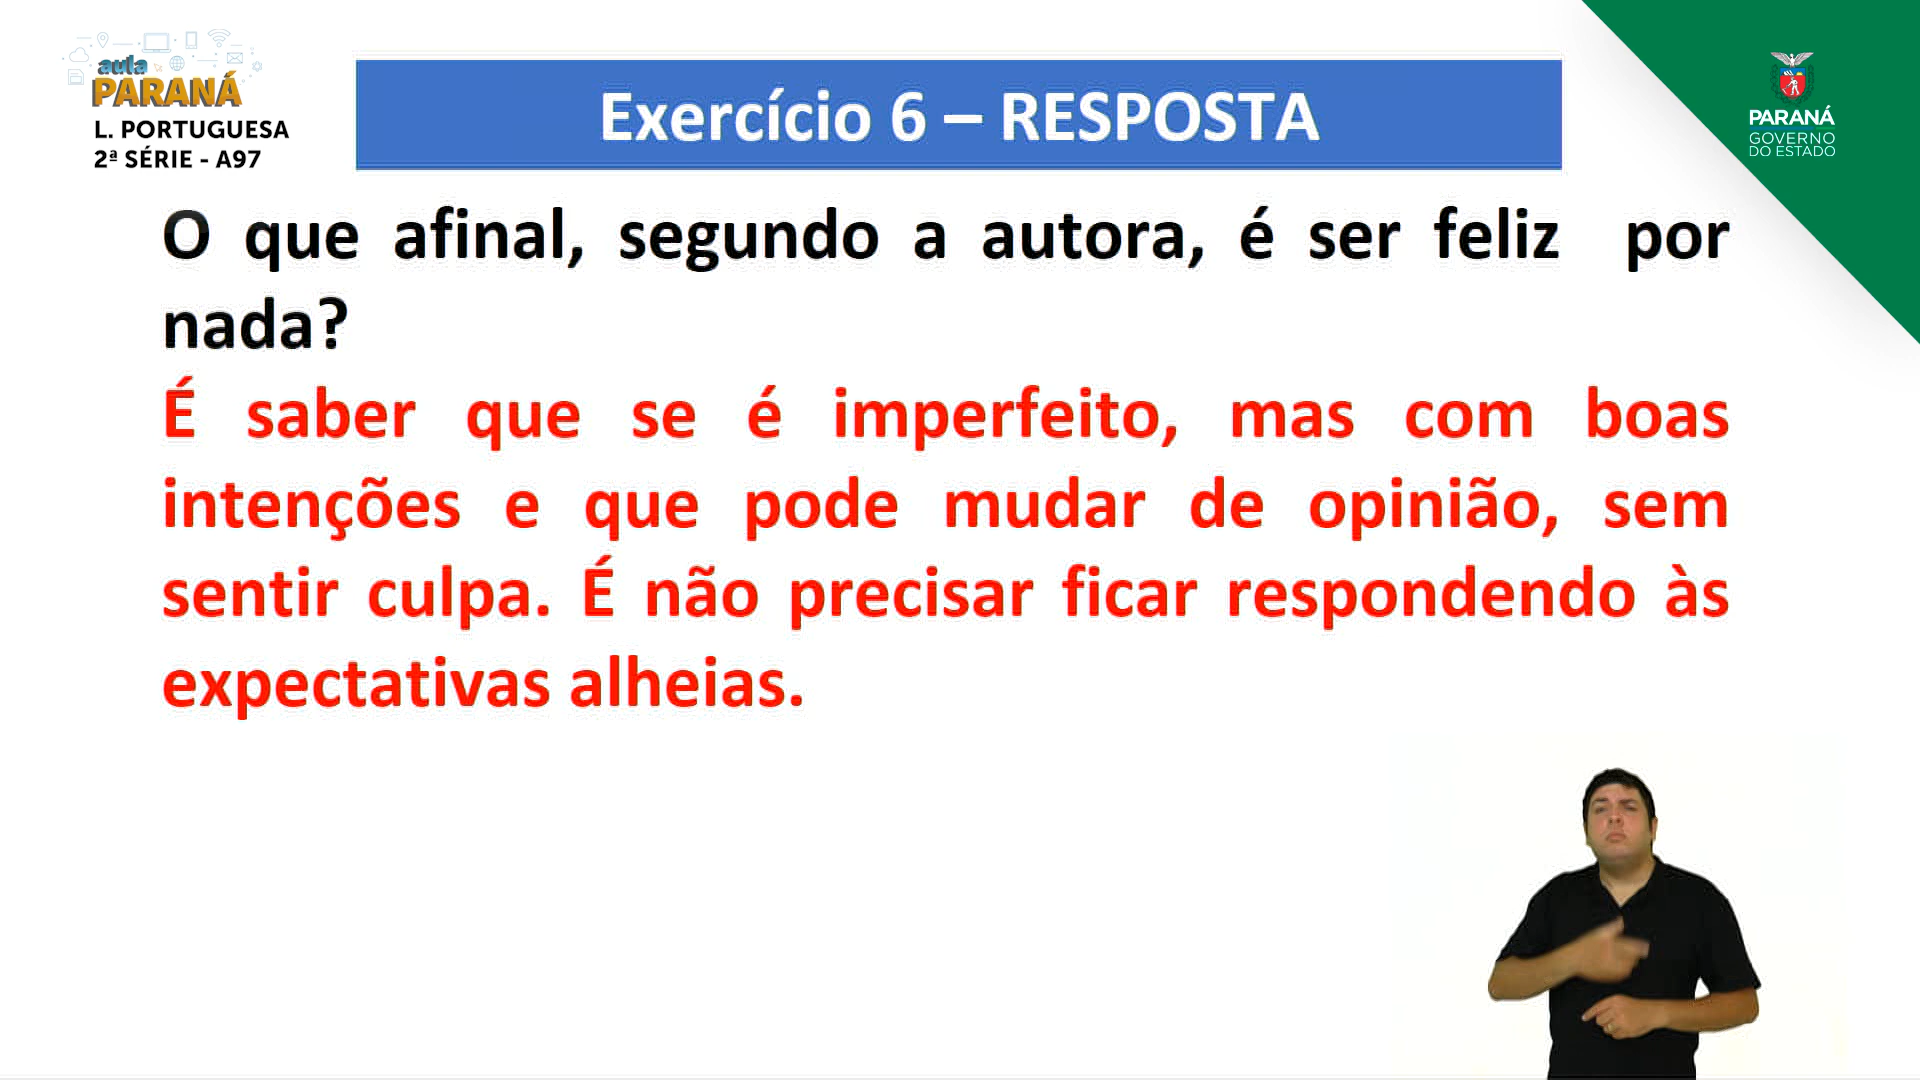 aula
PARANÁ
L. PORTUGUESA
2ª SÉRIE - A97
Exercício 6 – RESPOSTA
PARANÁ
GOVERNO
DO ESTADO
O que afinal, segundo a autora, é ser feliz por
nada?
É saber que se é imperfeito, mas com boas
intenções e que pode mudar de opinião, sem
sentir culpa. É não precisar ficar respondendo às
expectativas alheias.